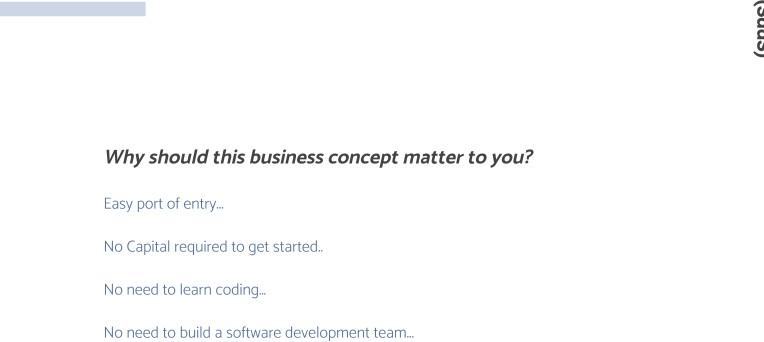 Why should this business concept matter to you?
Easy port of entry...
No Capital required to get started..
No need to learn coding...
No need to build a software development team...